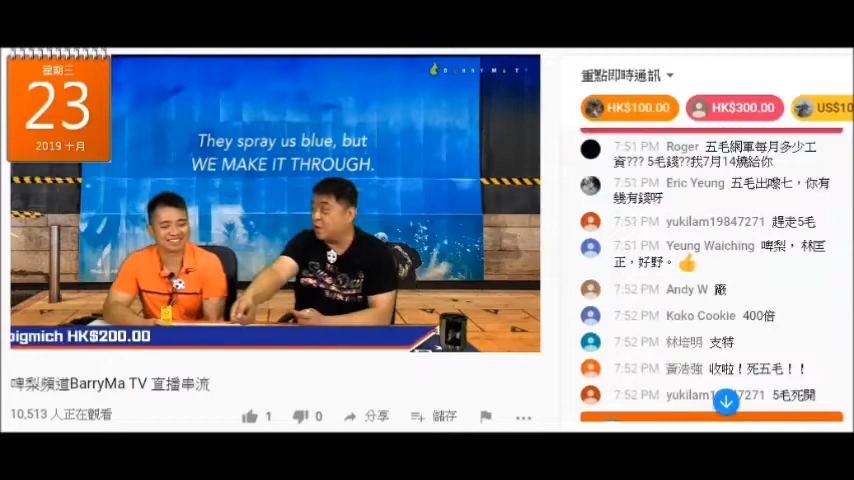 星期三
23
2019 十月
BARRYMA TV
They spray us blue, but
WE MAKE IT THROUGH.
bigmich HK$200.00
啤梨頻道BarryMa TV 直播串流
10,513 人正在觀看
1
0
分享
儲存
重點即時通訊
HK$100.00
HK$300.00
US$10
7:51 PM Roger 五毛網軍每月多少工
資??? 5毛錢??我7月14燒給你
7:51 PM Eric Yeung 五毛出嚟七，你有
幾有錢呀
7:51 PM yukilam19847271 趕走5毛
7:51 PM Yeung Waiching 啤梨， 林匡
正，好野。👍
7:52 PM Andy W 廠
7:52 PM Koko Cookie 400倍
7:52 PM 林培明 支特
7:52 PM 黃浩強 收啦！死五毛！！
7:52 PM yukilam1 47271 5毛死開